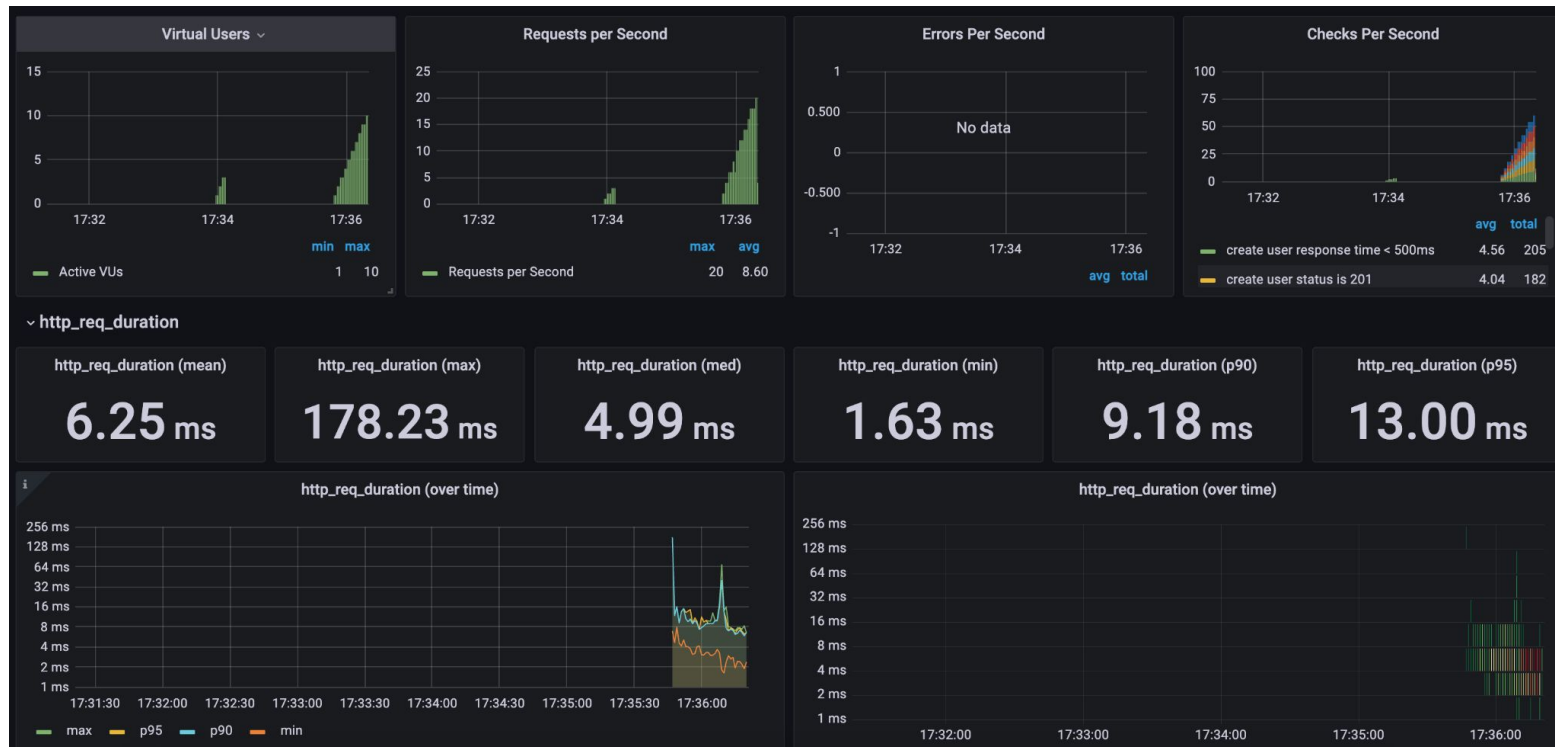 Virtual Users
15
10
5
0
17:32 17:34 17:36
min max
Active VUs 1 10
Requests per Second
25
20
15
10
5
0
17:32 17:34 17:36
max avg
Requests per Second 20 8.60
Errors Per Second
1
0.500
0
-0.500
-1
No data
17:32 17:34 17:36
avg total
Checks Per Second
100
75
50
25
0
17:32 17:34 17:36
avg total
create user response time < 500ms 4.56 205
create user status is 201 4.04 182
http_req_duration
http_req_duration (mean)
6.25 ms
http_req_duration (max)
178.23 ms
http_req_duration (med)
4.99 ms
http_req_duration (min)
1.63 ms
http_req_duration (p90)
9.18 ms
http_req_duration (p95)
13.00 ms
i
http_req_duration (over time)
256 ms
128 ms
64 ms
32 ms
16 ms
8 ms
4 ms
2 ms
1 ms
17:31:30 17:32:00 17:32:30 17:33:00 17:33:30 17:34:00 17:34:30 17:35:00 17:35:30 17:36:00
max p95 p90 min
http_req_duration (over time)
256 ms
128 ms
64 ms
32 ms
16 ms
8 ms
4 ms
2 ms
1 ms
17:32:00 17:33:00 17:34:00 17:35:00 17:36:00